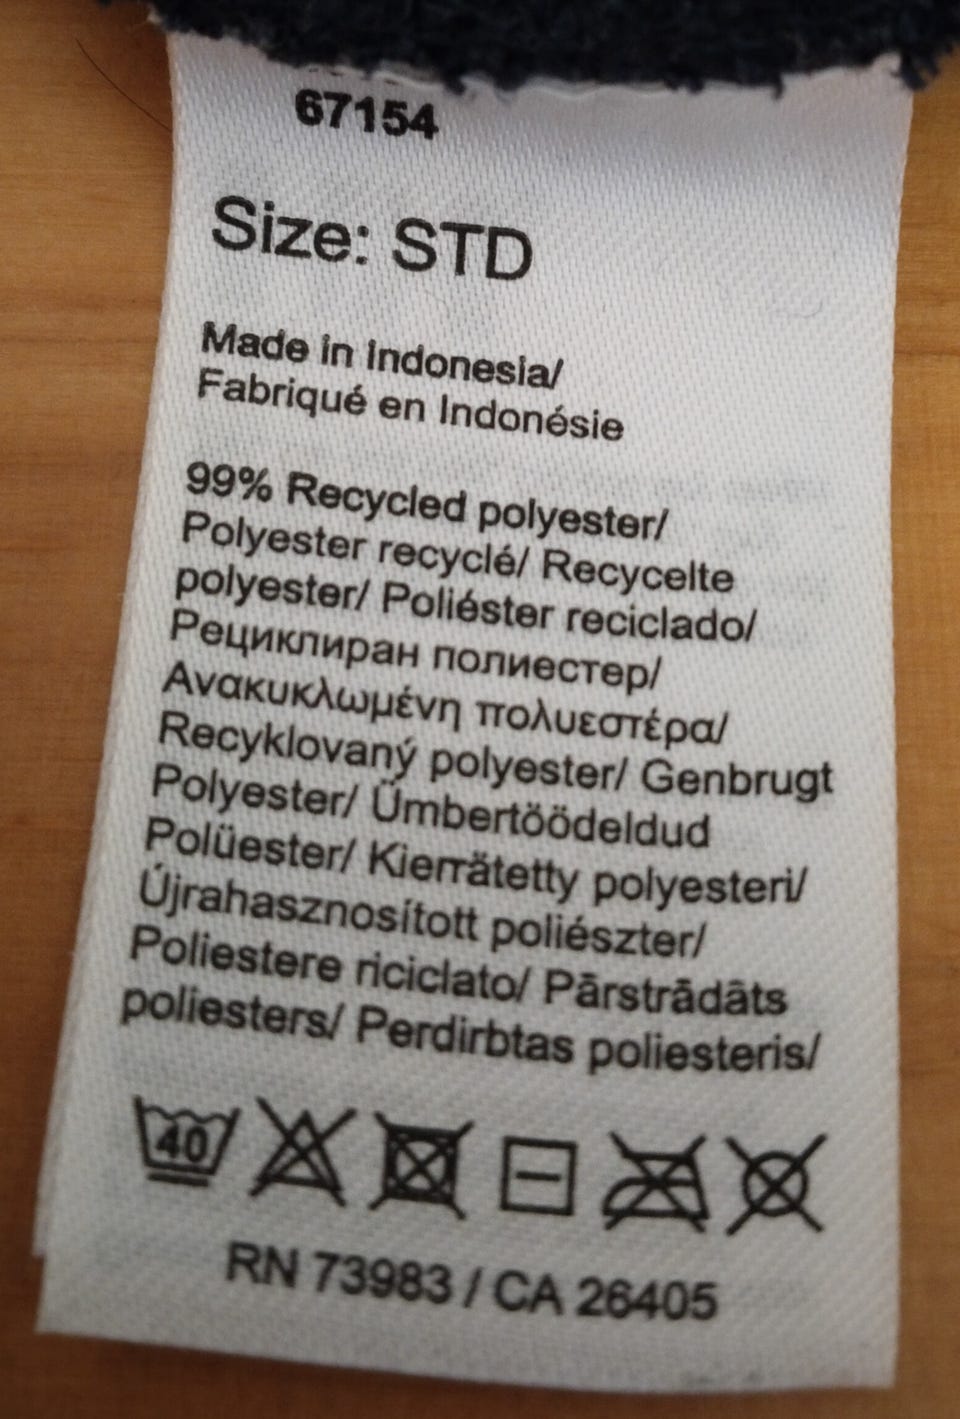 67154
Size: STD
Made in Indonesia/
Fabriqué en Indonésie
99% Recycled polyester/
Polyester recyclé/ Recycelte
polyester/ Poliéster reciclado/
Рециклиран полиестер/
Ανακυκλωμένη πολυεστέρα/
Recyklovaný polyester/ Genbrugt
Polyester/ Ümbertöödeldud
Polüester/ Kierrätetty polyesteri/
Újrahasznosított poliészter/
Poliestere riciclato/ Pārstrādāts
poliesters/ Perdirbtas poliesteris/
40
RN 73983 / CA 26405